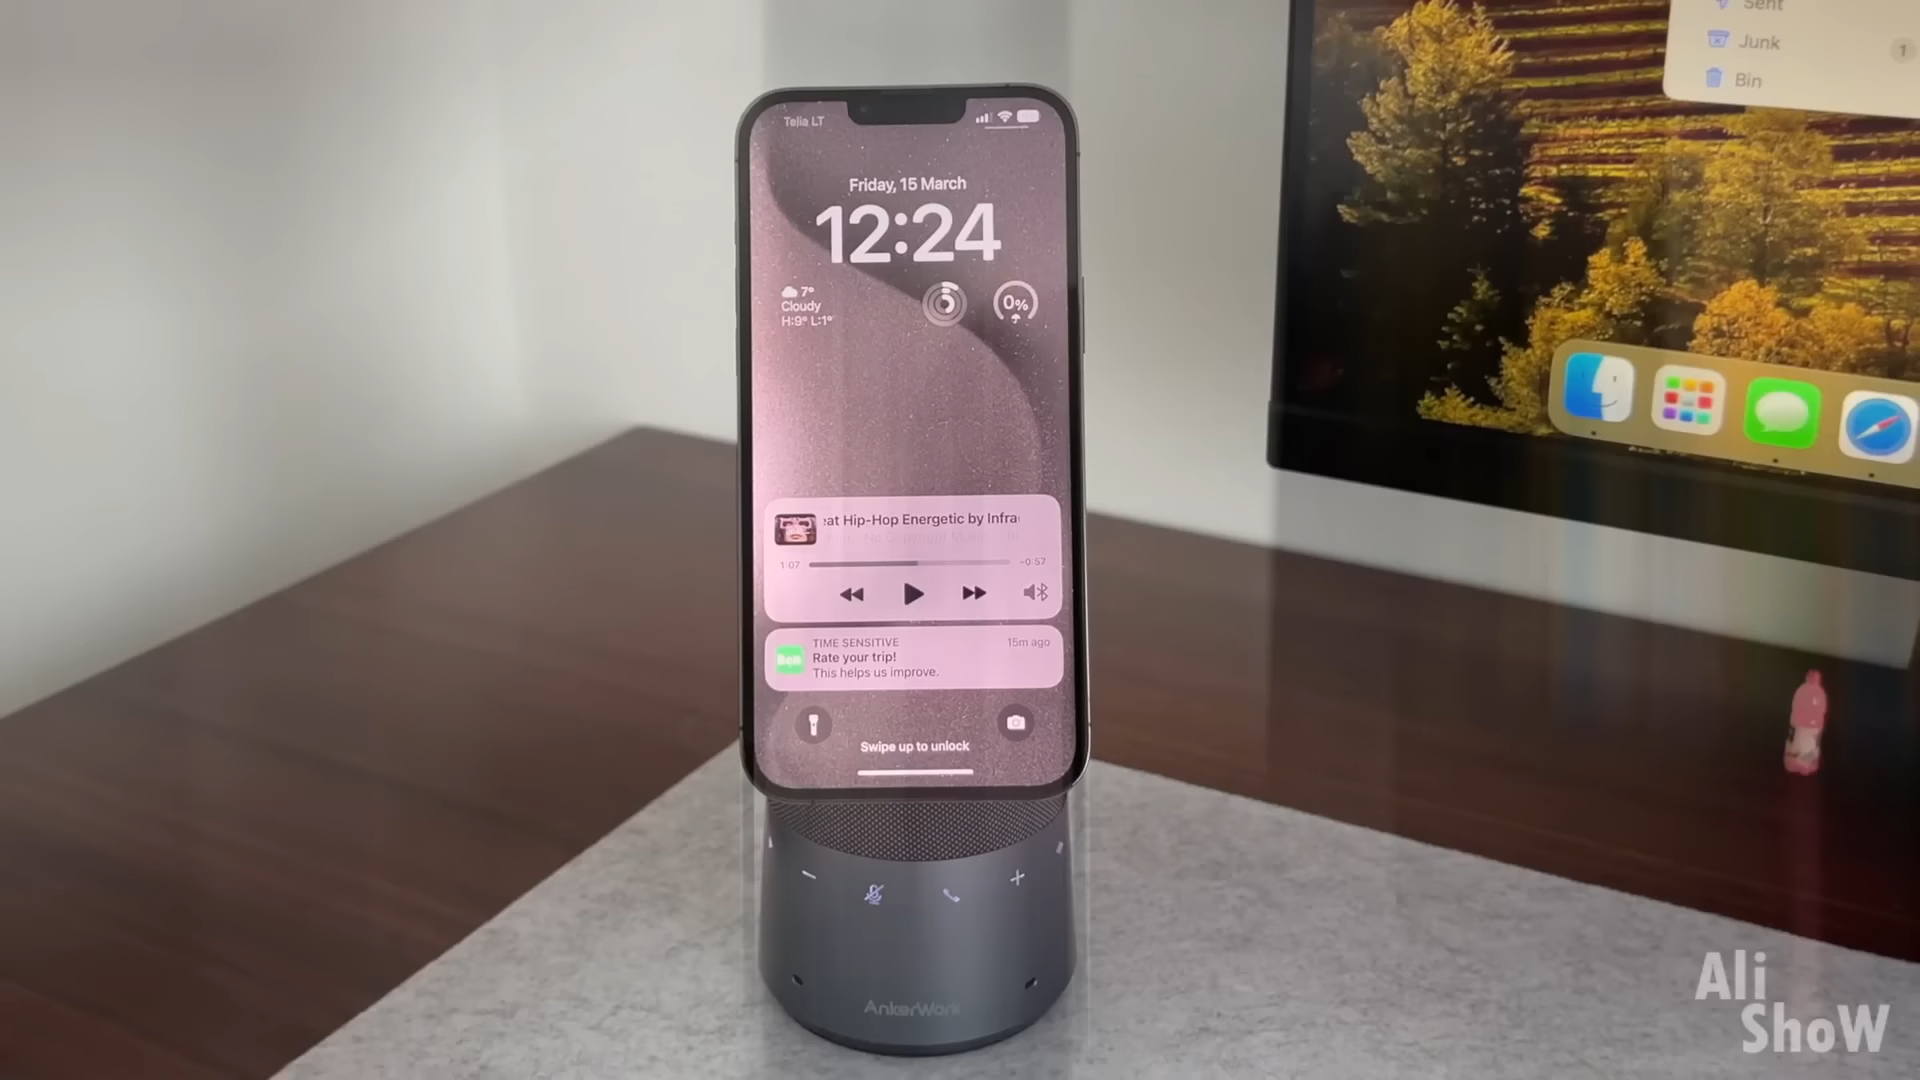 Telia LT
Friday, 15 March
12:24
7°
Cloudy
H:9° L:1°
0%
eat Hip-Hop Energetic by Infra
1:07
-0:57
TIME SENSITIVE
15m ago
Rate your trip!
This helps us improve.
Swipe up to unlock
AnkerWork
Sent
Junk
1
Bin
Ali
ShoW